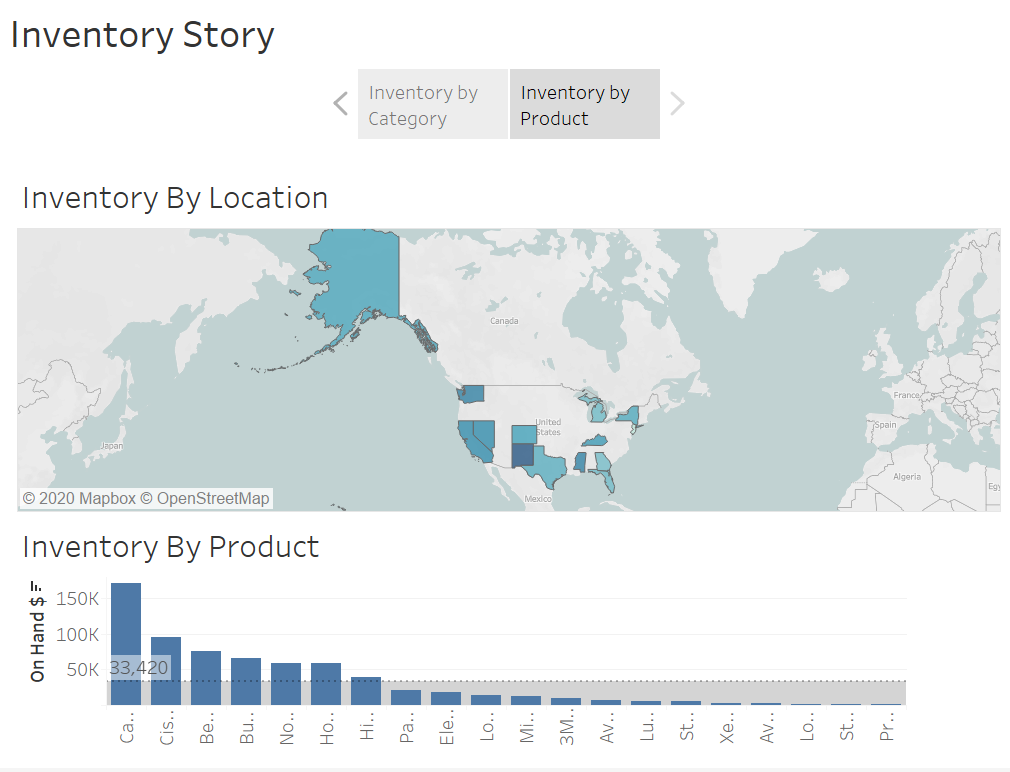 Inventory Story
Inventory by
Category
Inventory by
Product
Inventory By Location
Canada
United
States
Mexico
Japan
France
Spain
Algeria
Egy
© 2020 Mapbox © OpenStreetMap
Inventory By Product
On Hand $
150K
100K
50K
33,420
Ca..
Cis..
Be..
Bu..
No..
Ho..
Hi..
Pa..
Ele..
Lo..
Mi..
3M..
Av..
Lu..
St..
Xe..
Av..
Lo..
St..
Pr..